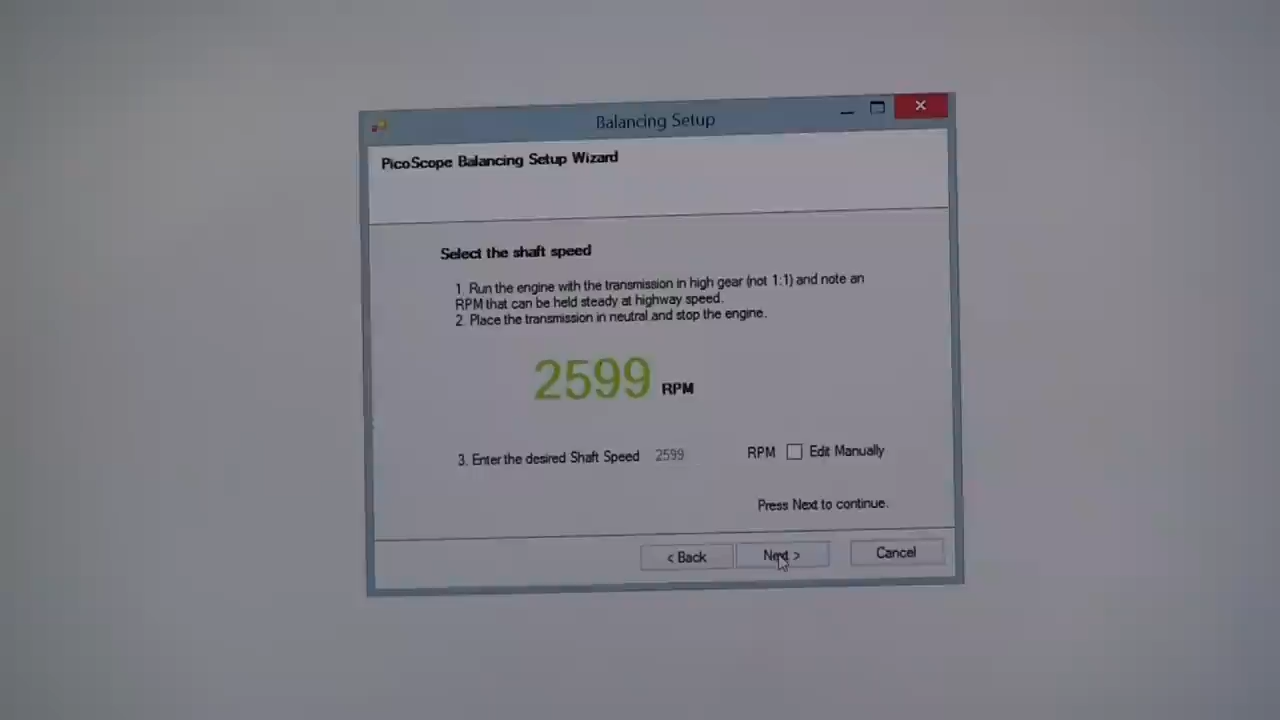 Balancing Setup
PicoScope Balancing Setup Wizard
Select the shaft speed
1. Run the engine with the transmission in high gear (not 1:1) and note an
RPM that can be held steady at highway speed.
2. Place the transmission in neutral and stop the engine.
2599 RPM
3. Enter the desired Shaft Speed 2599 RPM Edit Manually
Press Next to continue.
< Back Next > Cancel